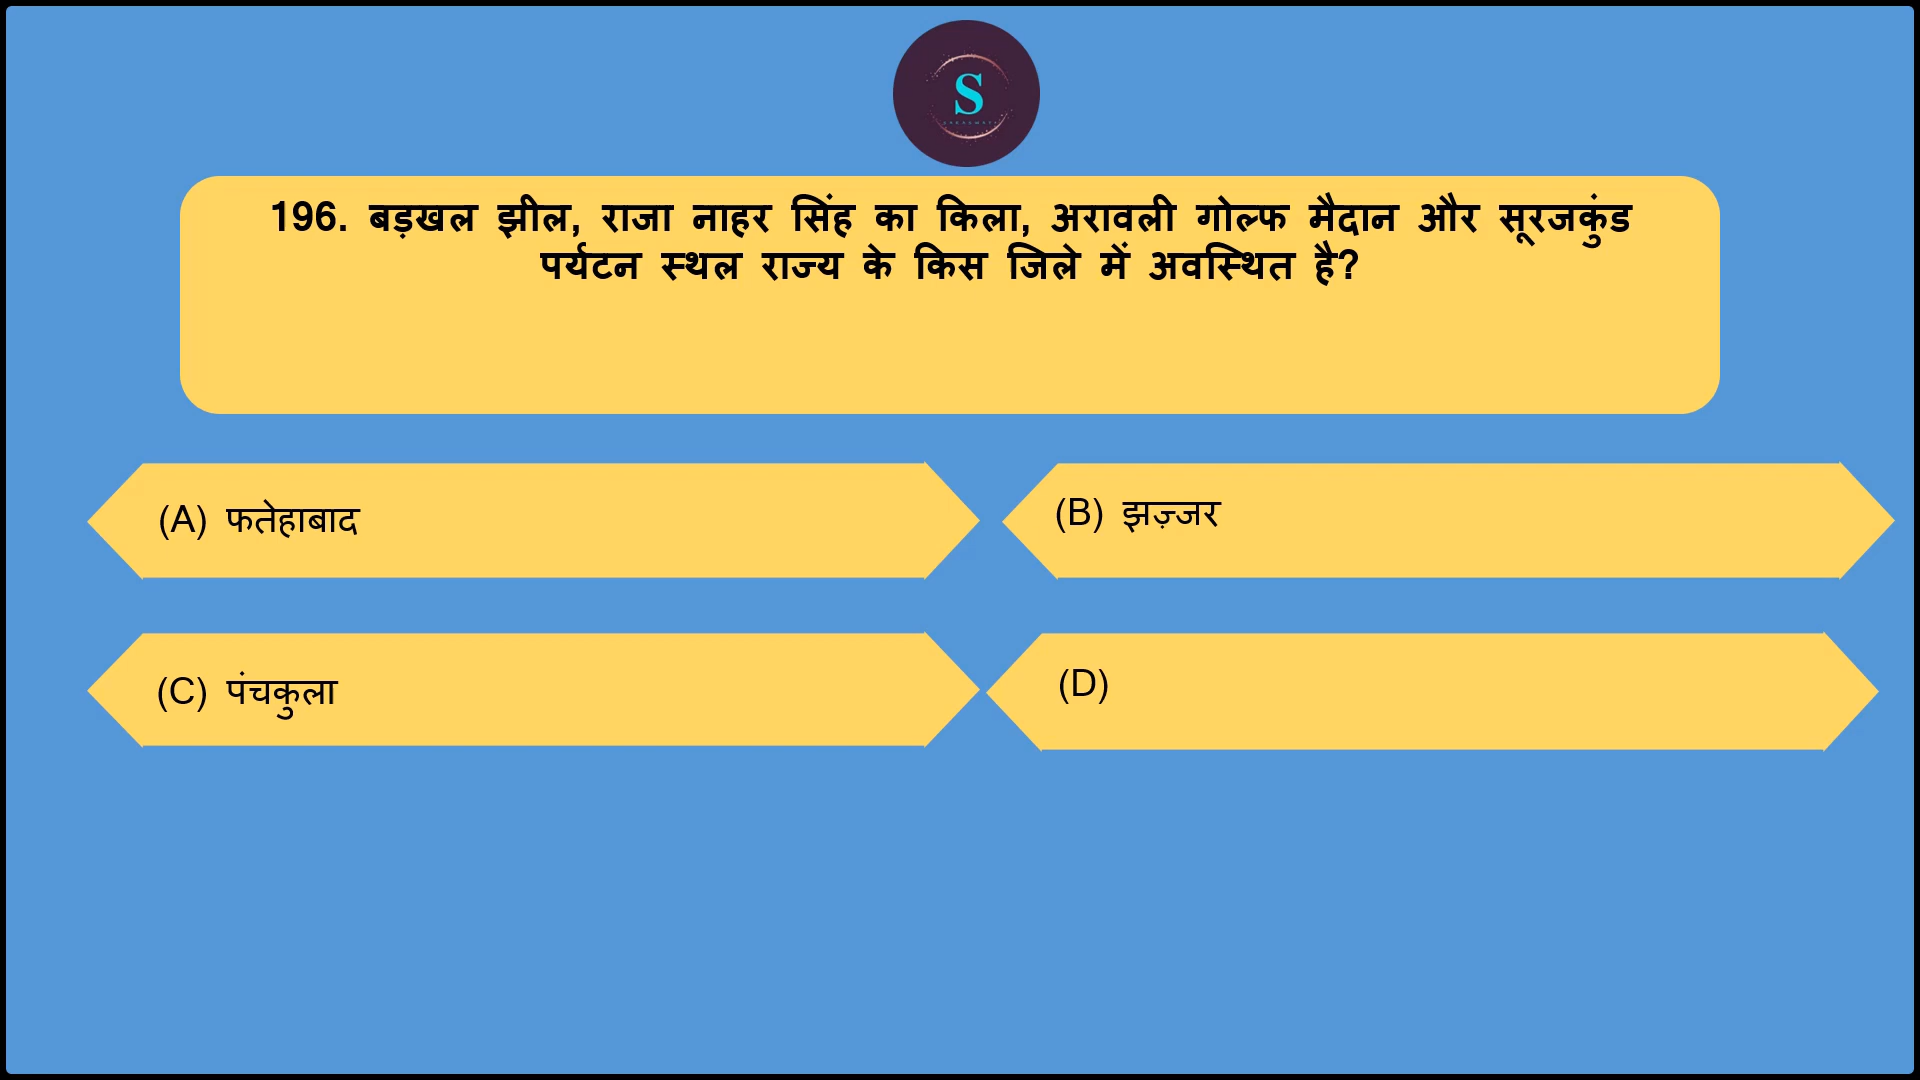 S
196. बड़खल झील, राजा नाहर सिंह का किला, अरावली गोल्फ मैदान और सूरजकुंड
पर्यटन स्थल राज्य के किस जिले में अवस्थित है?
(A) फतेहाबाद
(B) झज़्जर
(C) पंचकुला
(D)